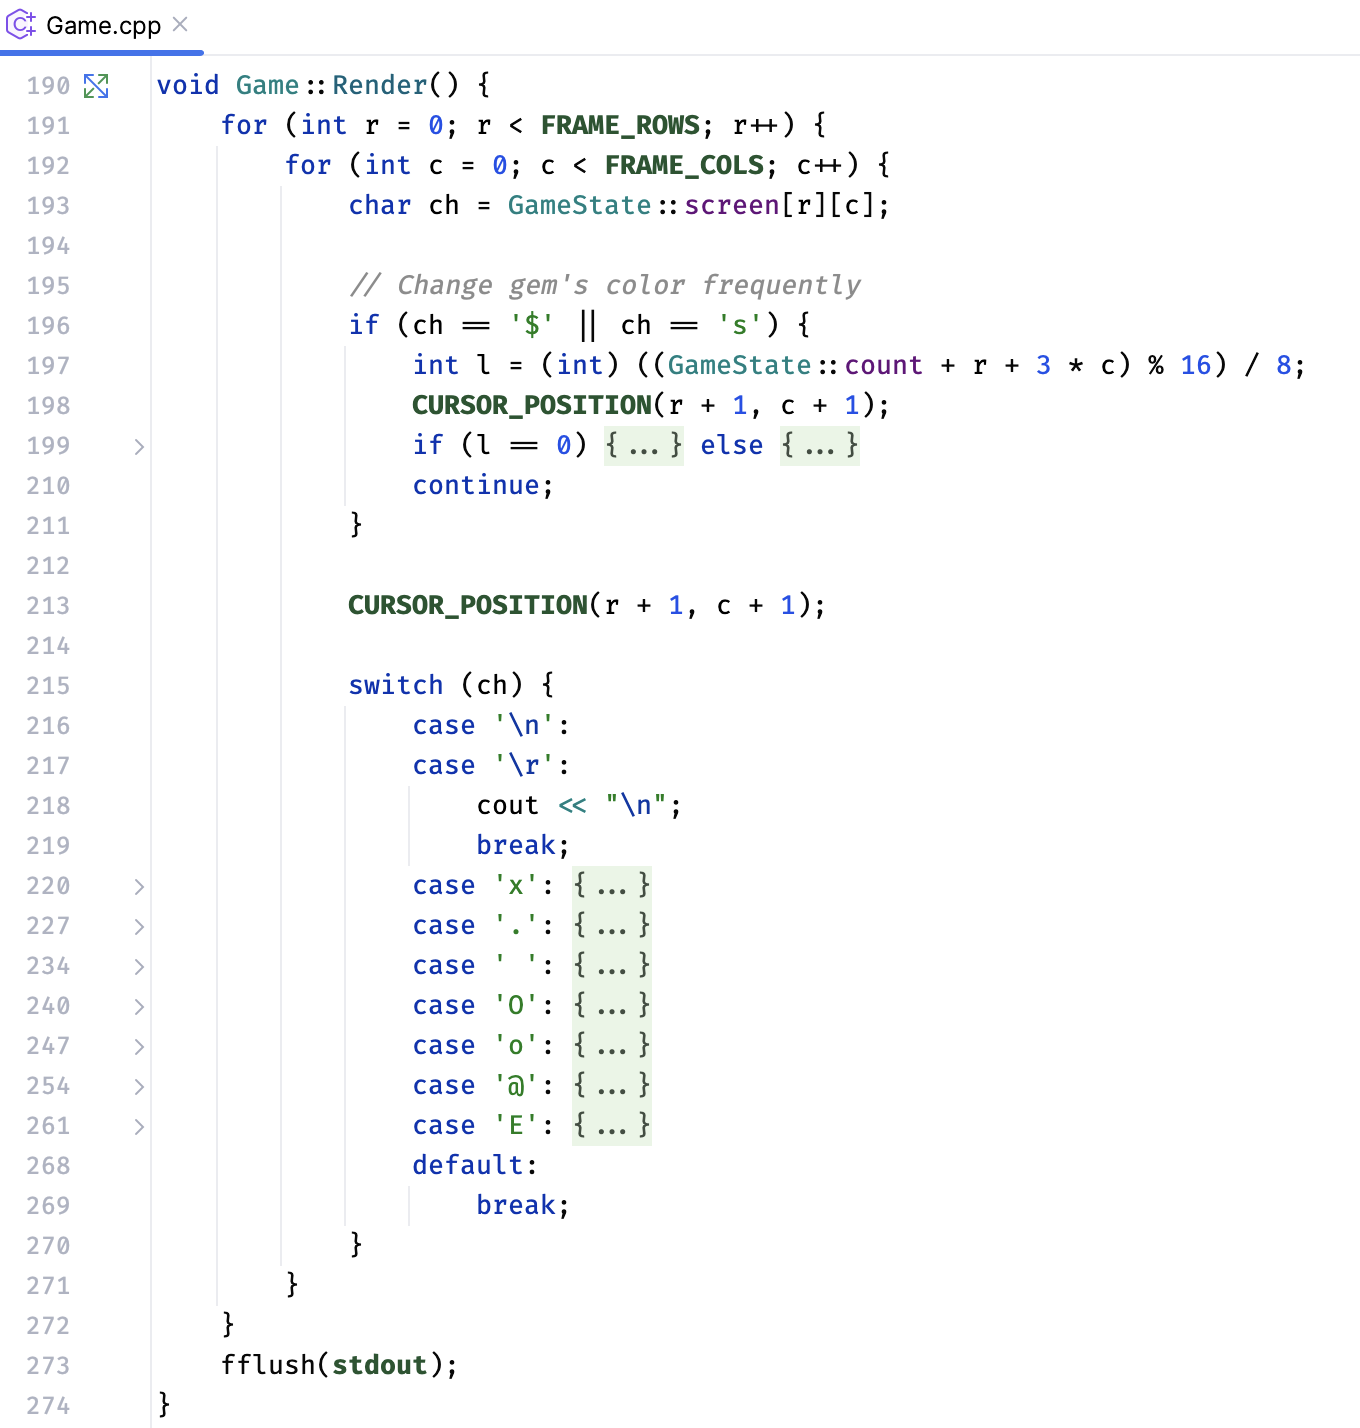 Game.cpp
190 void Game::Render() {
191 for (int r = 0; r < FRAME_ROWS; r++) {
192 for (int c = 0; c < FRAME_COLS; c++) {
193 char ch = GameState::screen[r][c];
194
195 // Change gem's color frequently
196 if (ch == '$' || ch == 's') {
197 int l = (int) ((GameState::count + r + 3 * c) % 16) / 8;
198 CURSOR_POSITION(r + 1, c + 1);
199 if (l == 0) {...} else {...}
210 continue;
211 }
212
213 CURSOR_POSITION(r + 1, c + 1);
214
215 switch (ch) {
216 case '\n':
217 case '\r':
218 cout << "\n";
219 break;
220 case 'x': {...}
227 case '.': {...}
234 case ' ': {...}
240 case 'O': {...}
247 case 'o': {...}
254 case '@': {...}
261 case 'E': {...}
268 default:
269 break;
270 }
271 }
272 }
273 fflush(stdout);
274 }